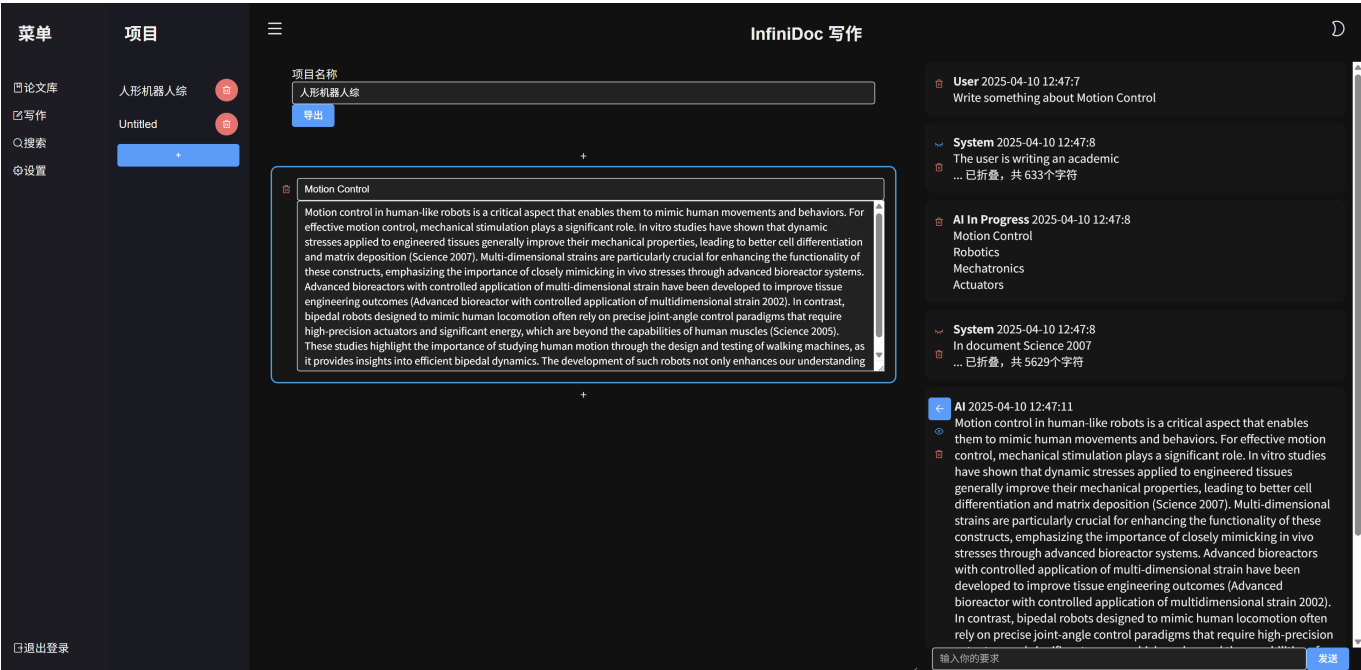 菜单
论文库
写作
搜索
设置
退出登录
项目
人形机器人综
Untitled
+
InfiniDoc 写作
项目名称
人形机器人综
导出
+
Motion Control
Motion control in human-like robots is a critical aspect that enables them to mimic human movements and behaviors. For
effective motion control, mechanical stimulation plays a significant role. In vitro studies have shown that dynamic
stresses applied to engineered tissues generally improve their mechanical properties, leading to better cell differentiation
and matrix deposition (Science 2007). Multi-dimensional strains are particularly crucial for enhancing the functionality of
these constructs, emphasizing the importance of closely mimicking in vivo stresses through advanced bioreactor systems.
Advanced bioreactors with controlled application of multi-dimensional strain have been developed to improve tissue
engineering outcomes (Advanced bioreactor with controlled application of multidimensional strain 2002). In contrast,
bipedal robots designed to mimic human locomotion often rely on precise joint-angle control paradigms that require
high-precision actuators and significant energy, which are beyond the capabilities of human muscles (Science 2005).
These studies highlight the importance of studying human motion through the design and testing of walking machines, as
it provides insights into efficient bipedal dynamics. The development of such robots not only enhances our understanding
+
User 2025-04-10 12:47:7
Write something about Motion Control
System 2025-04-10 12:47:8
The user is writing an academic
... 已折叠，共 633个字符
AI In Progress 2025-04-10 12:47:8
Motion Control
Robotics
Mechatronics
Actuators
System 2025-04-10 12:47:8
In document Science 2007
... 已折叠，共 5629个字符
AI 2025-04-10 12:47:11
Motion control in human-like robots is a critical aspect that enables
them to mimic human movements and behaviors. For effective motion
control, mechanical stimulation plays a significant role. In vitro studies
have shown that dynamic stresses applied to engineered tissues
generally improve their mechanical properties, leading to better cell
differentiation and matrix deposition (Science 2007). Multi-dimensional
strains are particularly crucial for enhancing the functionality of these
constructs, emphasizing the importance of closely mimicking in vivo
stresses through advanced bioreactor systems. Advanced bioreactors
with controlled application of multi-dimensional strain have been
developed to improve tissue engineering outcomes (Advanced
bioreactor with controlled application of multidimensional strain 2002).
In contrast, bipedal robots designed to mimic human locomotion often
rely on precise joint-angle control paradigms that require high-precision
输入你的要求
发送